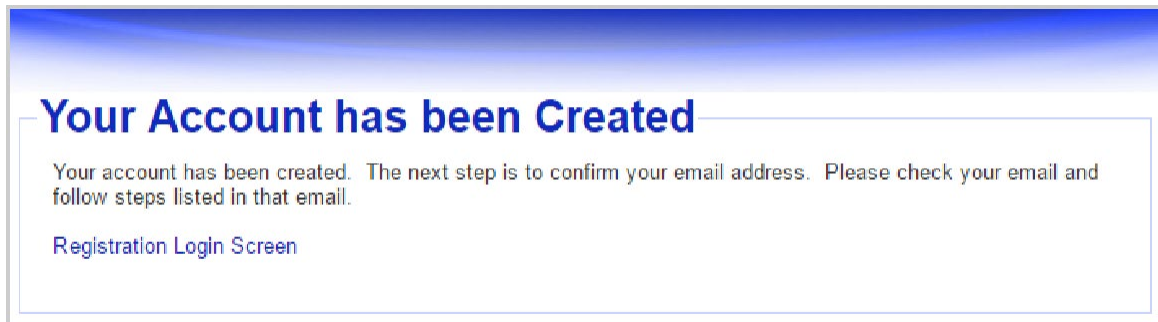 Your Account has been Created
Your account has been created.  The next step is to confirm your email address.  Please check your email and
follow steps listed in that email.
Registration Login Screen